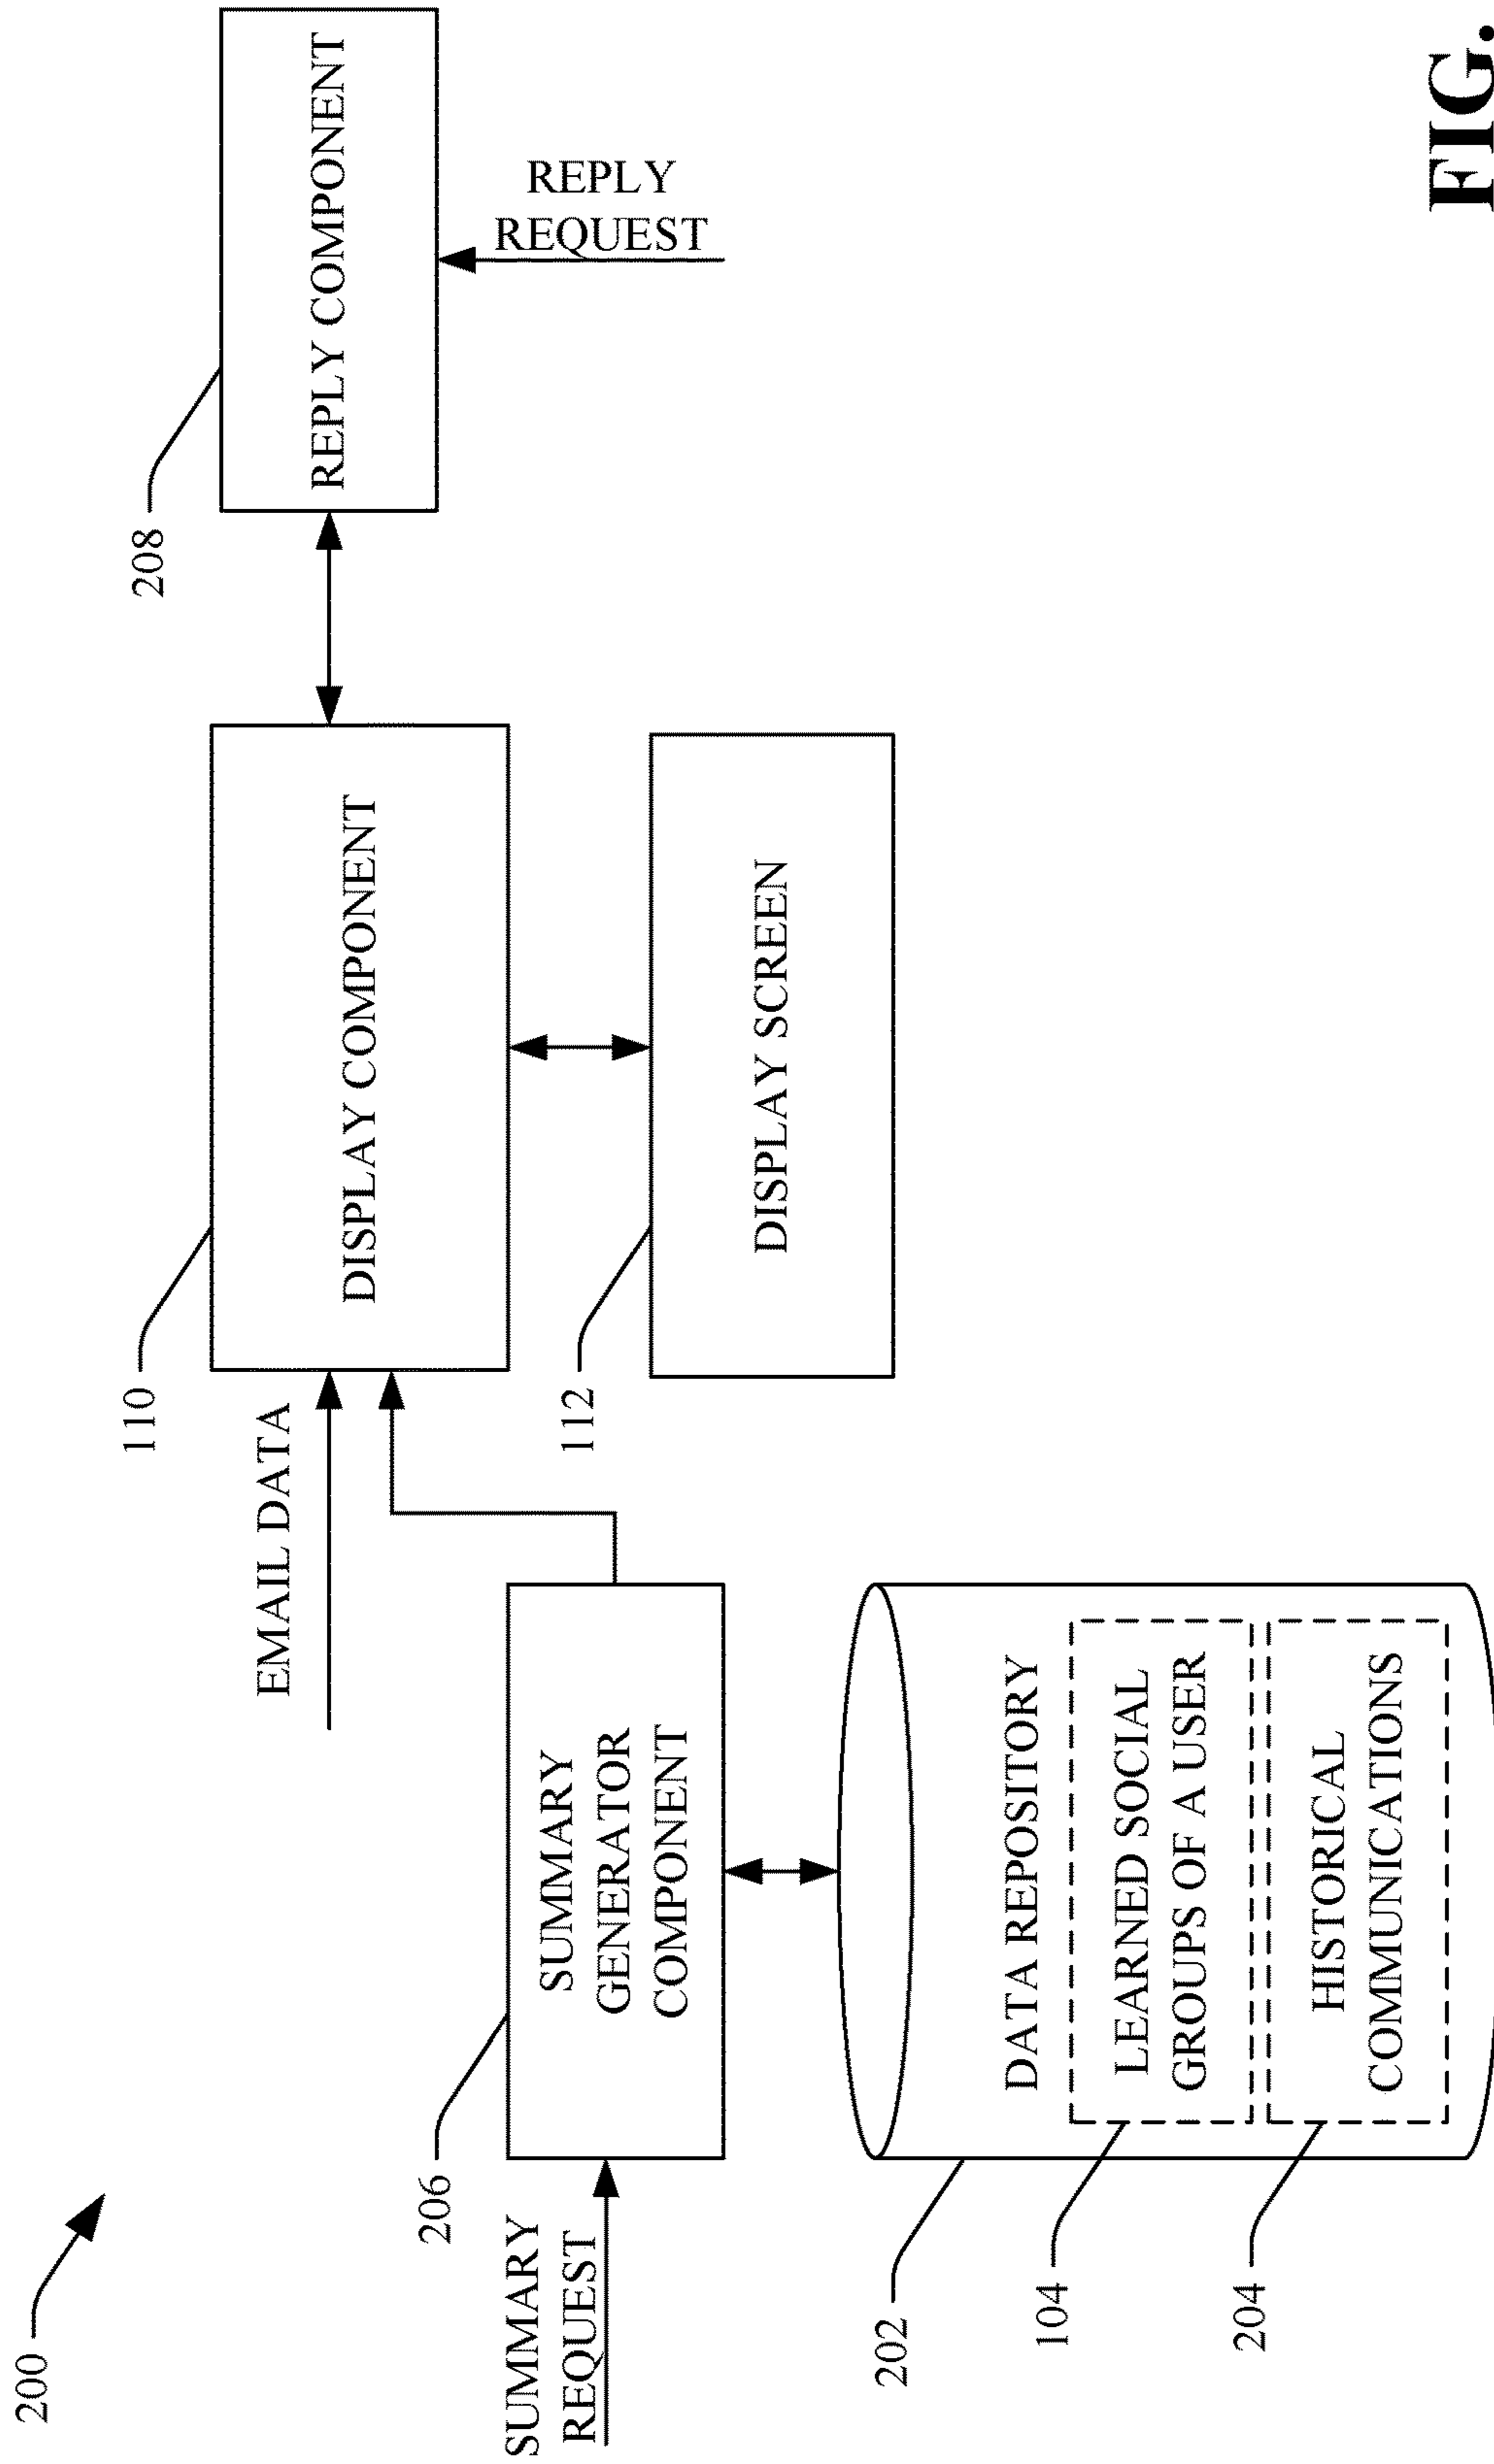 200
SUMMARY
REQUEST
206
SUMMARY
GENERATOR
COMPONENT
202
DATA REPOSITORY
104
LEARNED SOCIAL
GROUPS OF A USER
204
HISTORICAL
COMMUNICATIONS
EMAIL DATA
110
DISPLAY COMPONENT
112
DISPLAY SCREEN
208
REPLY COMPONENT
REPLY
REQUEST
FIG.